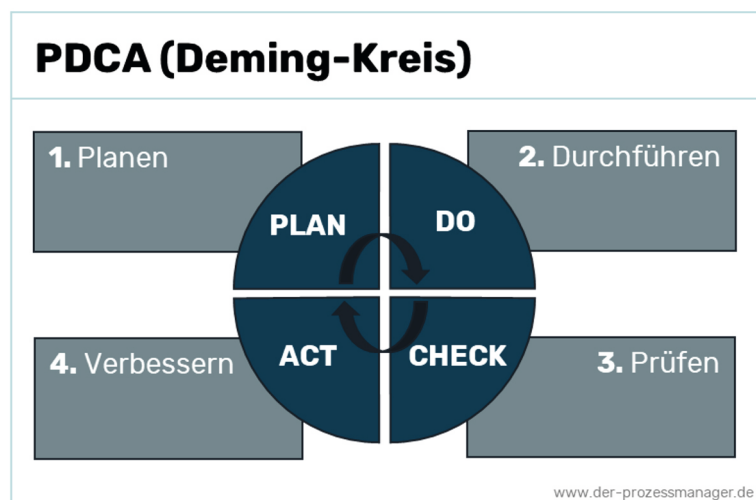 PDCA (Deming-Kreis)
1. Planen
2. Durchführen
PLAN
DO
ACT
CHECK
4. Verbessern
3. Prüfen
www.der-prozessmanager.de